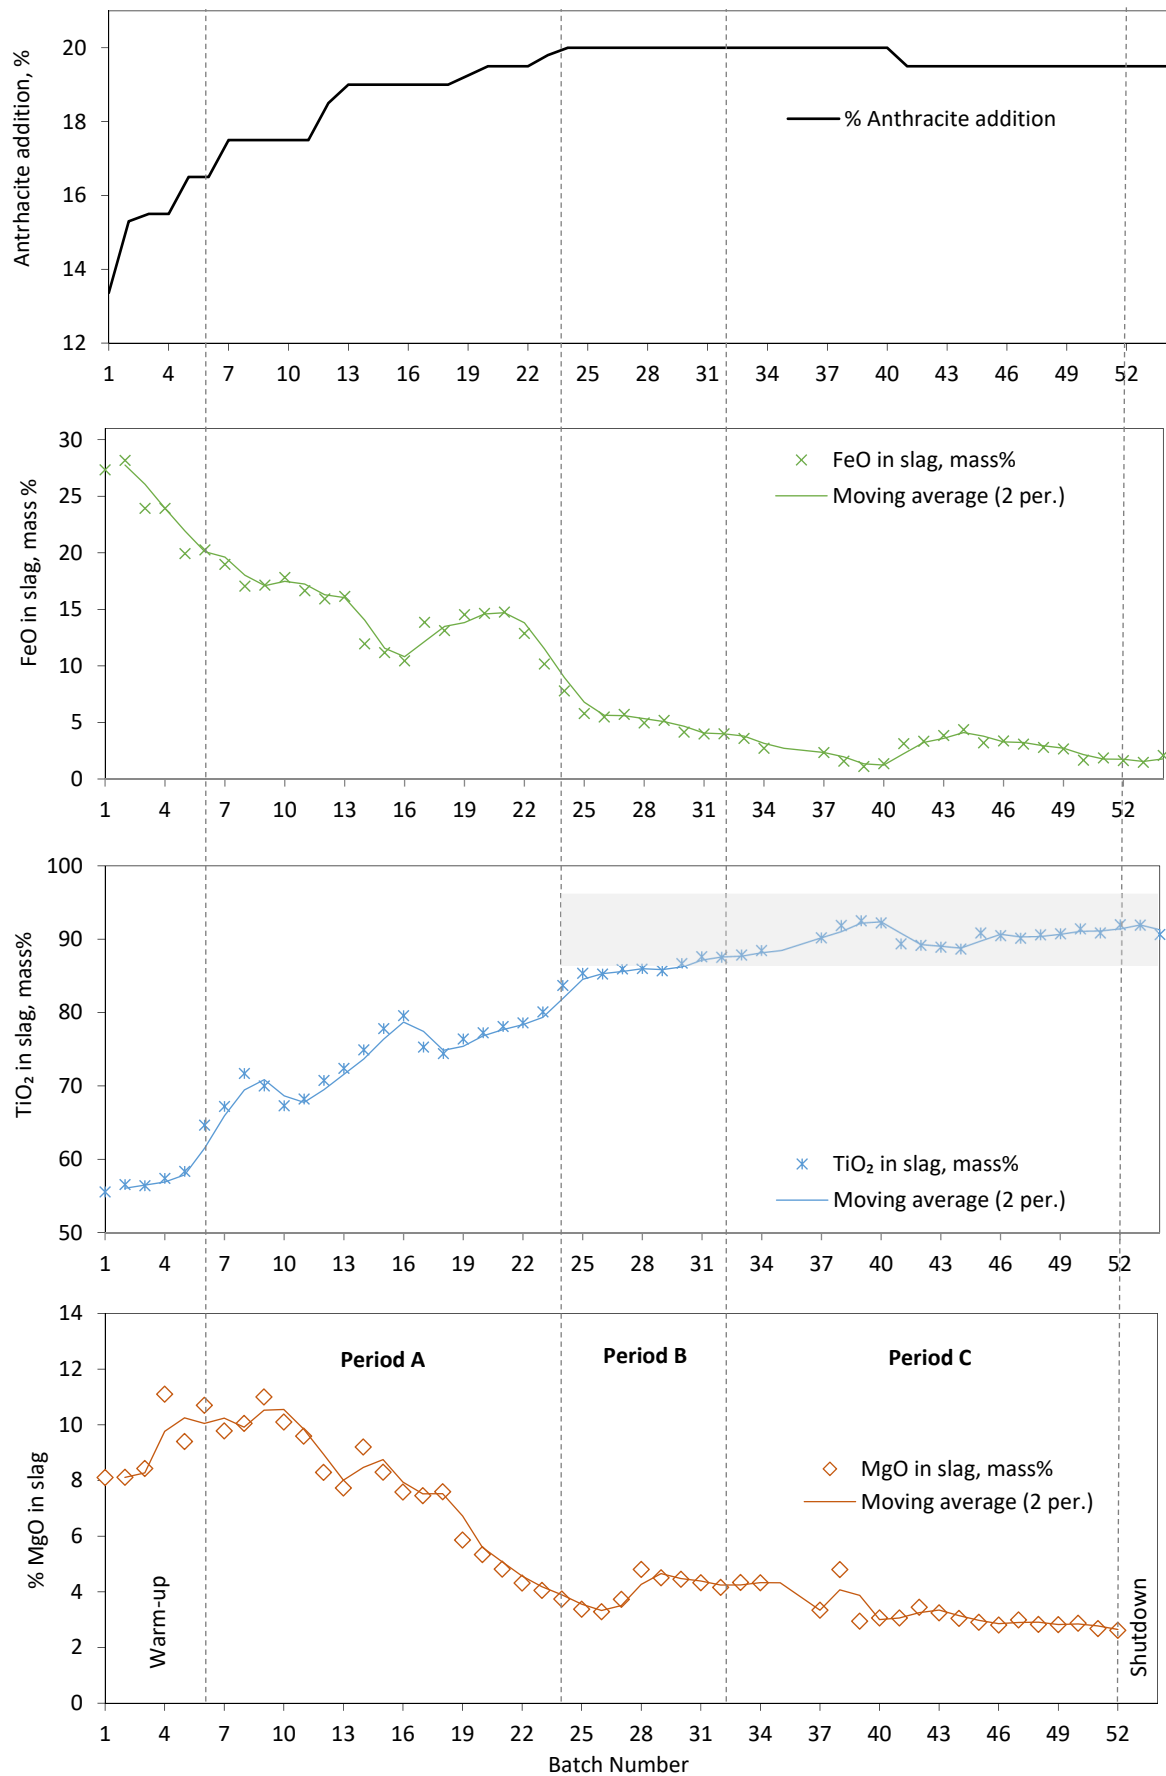 Antrhacite addition, %
20
18
16
14
12
% Anthracite addition
1 4 7 10 13 16 19 22 25 28 31 34 37 40 43 46 49 52
FeO in slag, mass %
30
25
20
15
10
5
0
FeO in slag, mass%
Moving average (2 per.)
1 4 7 10 13 16 19 22 25 28 31 34 37 40 43 46 49 52
TiO₂ in slag, mass%
100
90
80
70
60
50
TiO₂ in slag, mass%
Moving average (2 per.)
1 4 7 10 13 16 19 22 25 28 31 34 37 40 43 46 49 52
% MgO in slag
14
12
10
8
6
4
2
0
Period A Period B Period C
MgO in slag, mass%
Moving average (2 per.)
Warm-up
Shutdown
1 4 7 10 13 16 19 22 25 28 31 34 37 40 43 46 49 52
Batch Number